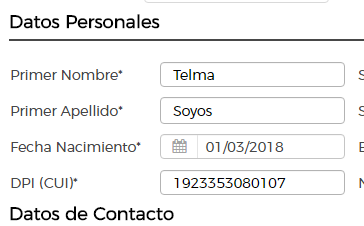 Datos Personales
Primer Nombre* Telma
Primer Apellido* Soyos
Fecha Nacimiento* 01/03/2018
DPI (CUI)* 1923353080107
Datos de Contacto